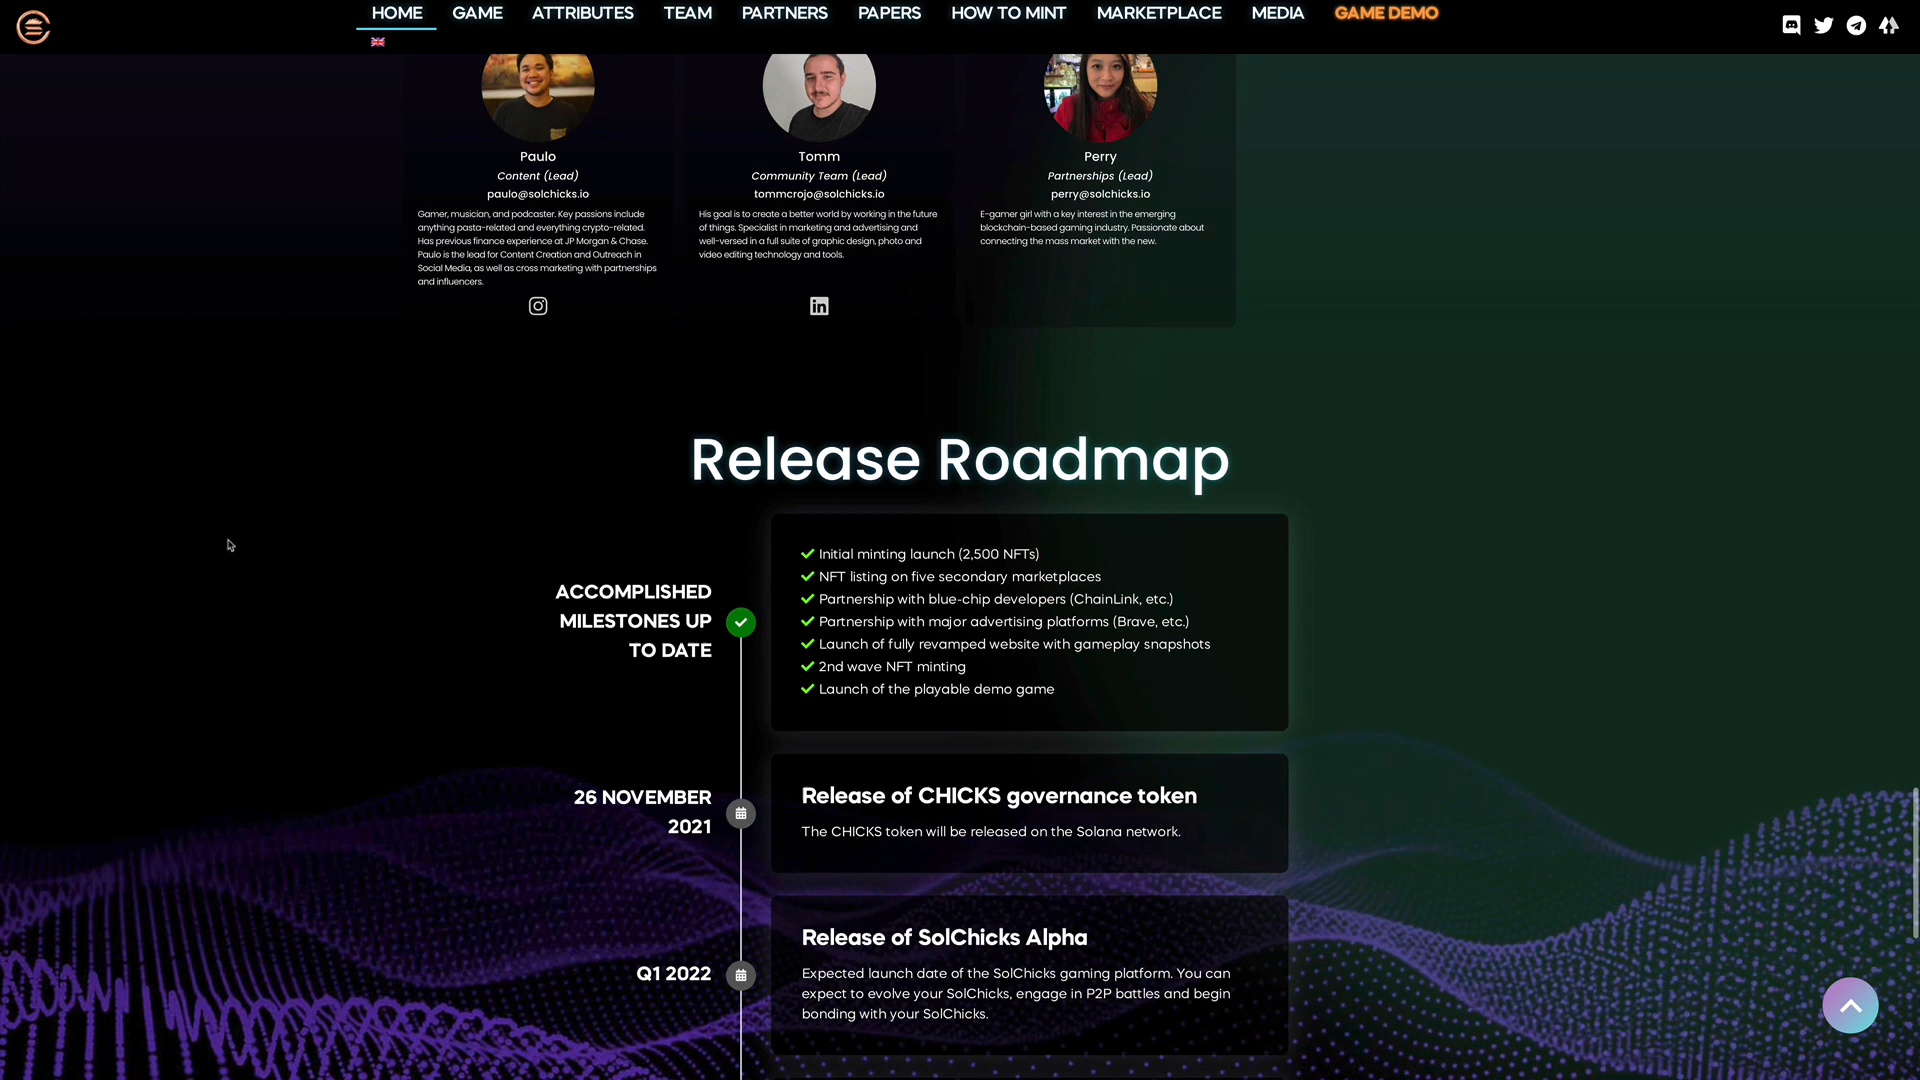 HOME GAME ATTRIBUTES TEAM PARTNERS PAPERS HOW TO MINT MARKETPLACE MEDIA GAME DEMO
Paulo
Content (Lead)
paulo@solchicks.io
Gamer, musician, and podcaster. Key passions include
anything pasta-related and everything crypto-related.
Has previous finance experience at JP Morgan & Chase.
Paulo is the lead for Content Creation and Outreach in
Social Media, as well as cross marketing with partnerships
and influencers.
Tomm
Community Team (Lead)
tommcrojo@solchicks.io
His goal is to create a better world by working in the future
of things. Specialist in marketing and advertising and
well-versed in a full suite of graphic design, photo and
video editing technology and tools.
Perry
Partnerships (Lead)
perry@solchicks.io
E-gamer girl with a key interest in the emerging
blockchain-based gaming industry. Passionate about
connecting the mass market with the new.
Release Roadmap
ACCOMPLISHED
MILESTONES UP
TO DATE
Initial minting launch (2,500 NFTs)
NFT listing on five secondary marketplaces
Partnership with blue-chip developers (ChainLink, etc.)
Partnership with major advertising platforms (Brave, etc.)
Launch of fully revamped website with gameplay snapshots
2nd wave NFT minting
Launch of the playable demo game
26 NOVEMBER
2021
Release of CHICKS governance token
The CHICKS token will be released on the Solana network.
Q1 2022
Release of SolChicks Alpha
Expected launch date of the SolChicks gaming platform. You can
expect to evolve your SolChicks, engage in P2P battles and begin
bonding with your SolChicks.